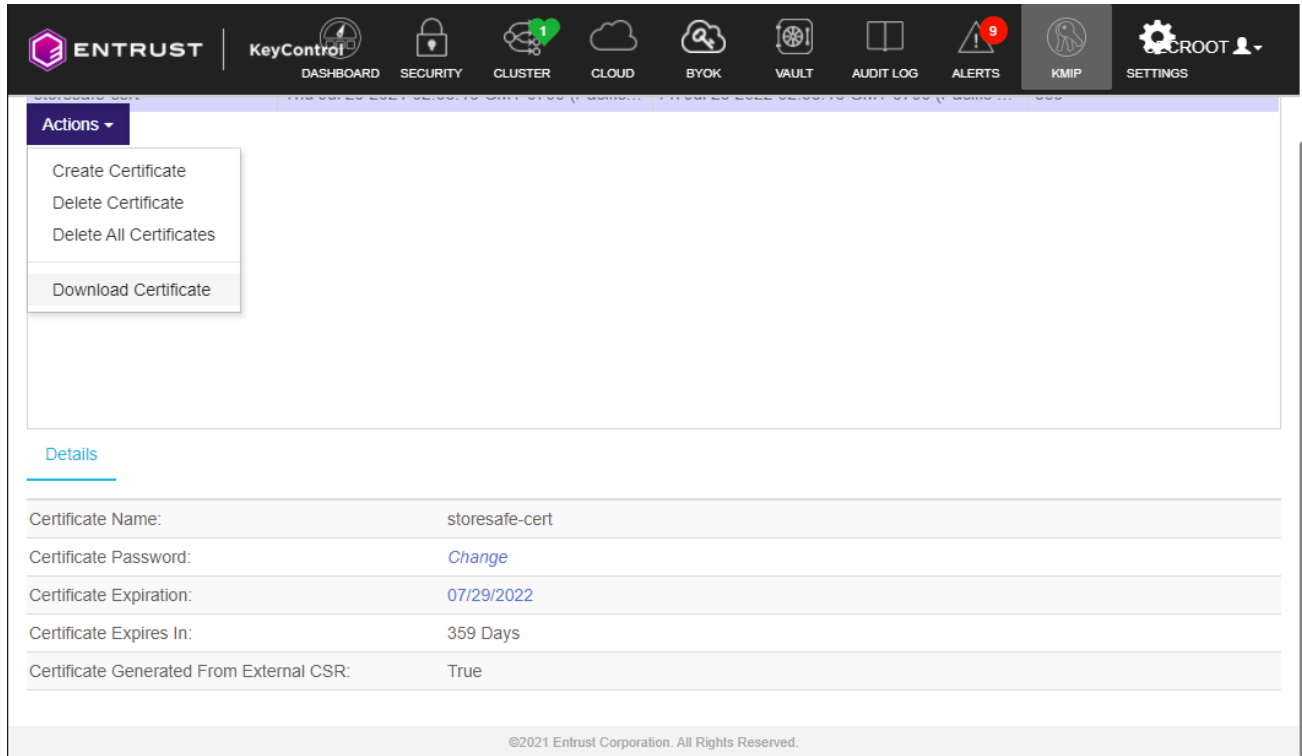 ENTRUST
KeyControl
DASHBOARD
SECURITY
1
CLUSTER
CLOUD
BYOK
VAULT
AUDIT LOG
9
ALERTS
KMIP
SETTINGS
Actions
Create Certificate
Delete Certificate
Delete All Certificates
Download Certificate
Details
Certificate Name: storesafe-cert
Certificate Password: Change
Certificate Expiration: 07/29/2022
Certificate Expires In: 359 Days
Certificate Generated From External CSR: True
©2021 Entrust Corporation. All Rights Reserved.